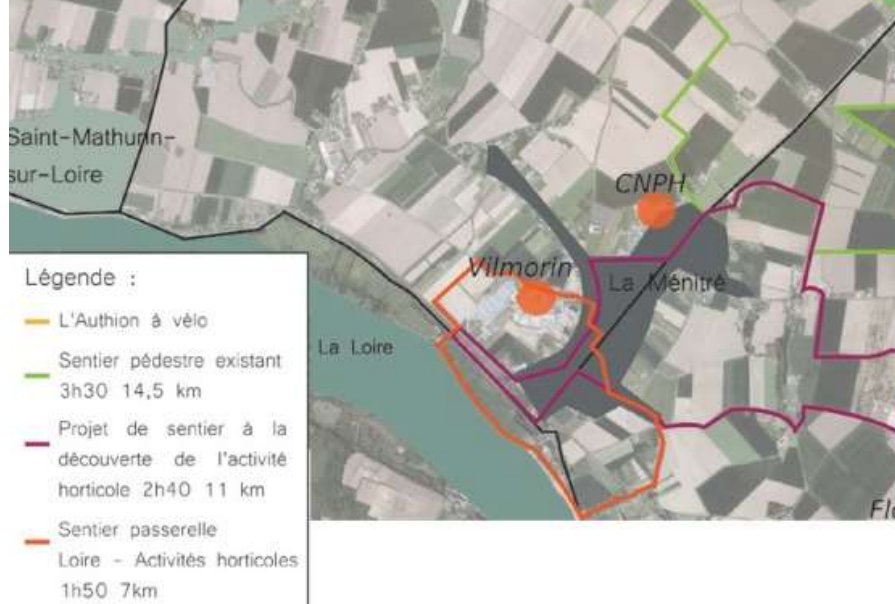 Saint-Mathurin-
sur-Loire
CNPH
Vilmorin
La Ménitré
La Loire
Légende :
L'Authion à vélo
Sentier pédestre existant
3h30 14,5 km
Projet de sentier à la
découverte de l'activité
horticole 2h40 11 km
Sentier passerelle
Loire - Activités horticoles
1h50 7km